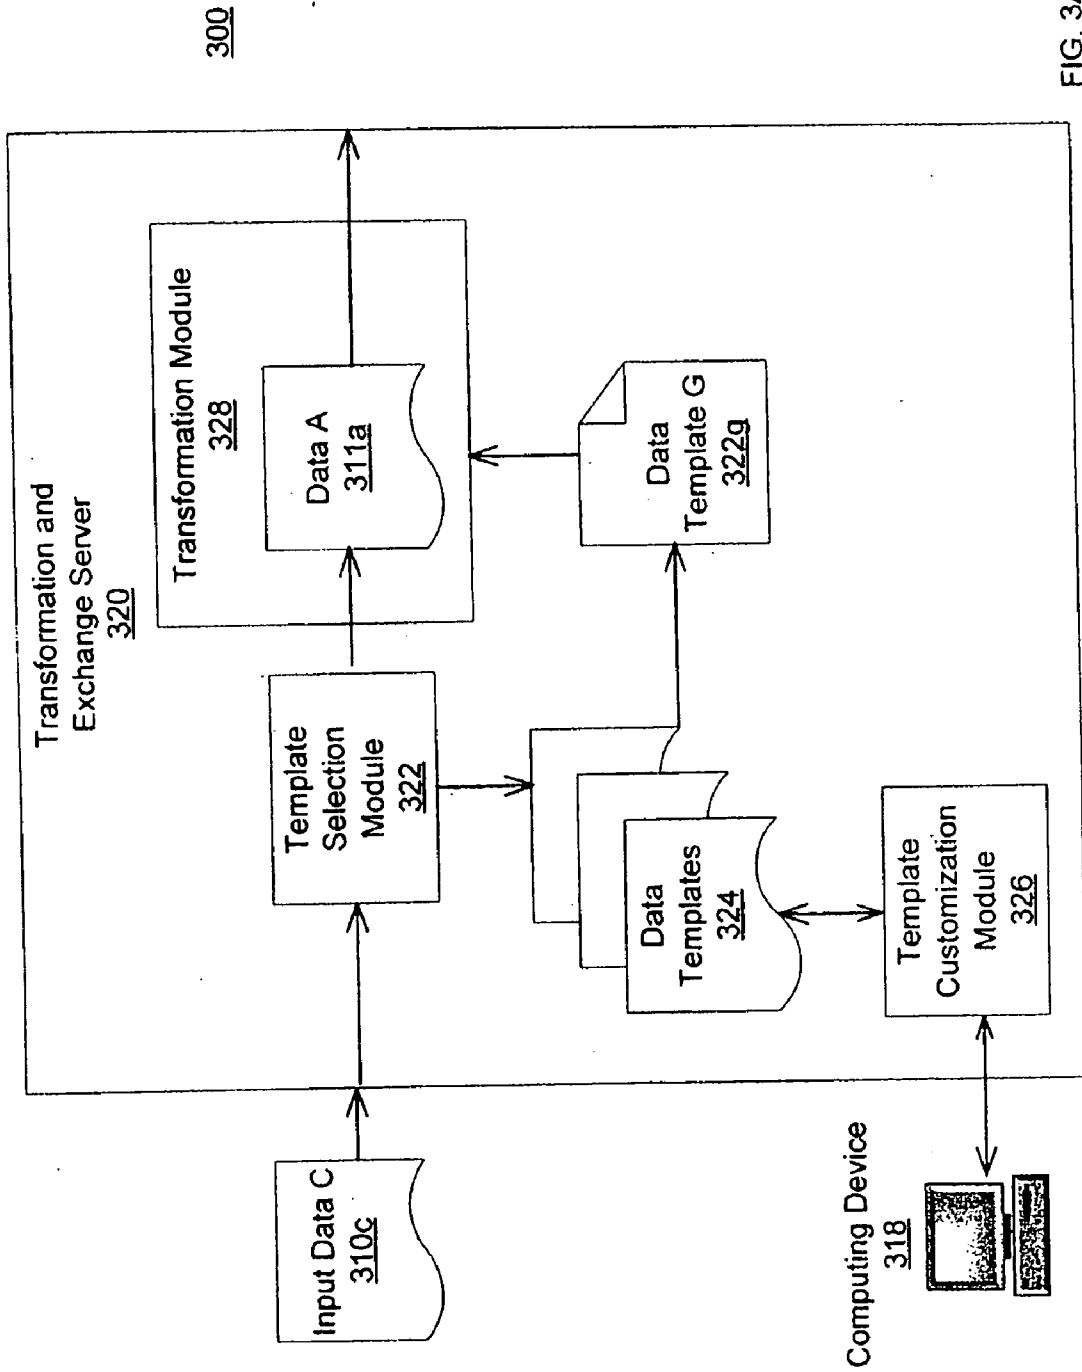 300
Transformation and
Exchange Server
320
Transformation Module
328
Data A
311a
Template
Selection
Module
322
Input Data C
310c
Data
Template G
322g
Data
Templates
324
Template
Customization
Module
326
Computing Device
318
FIG. 3